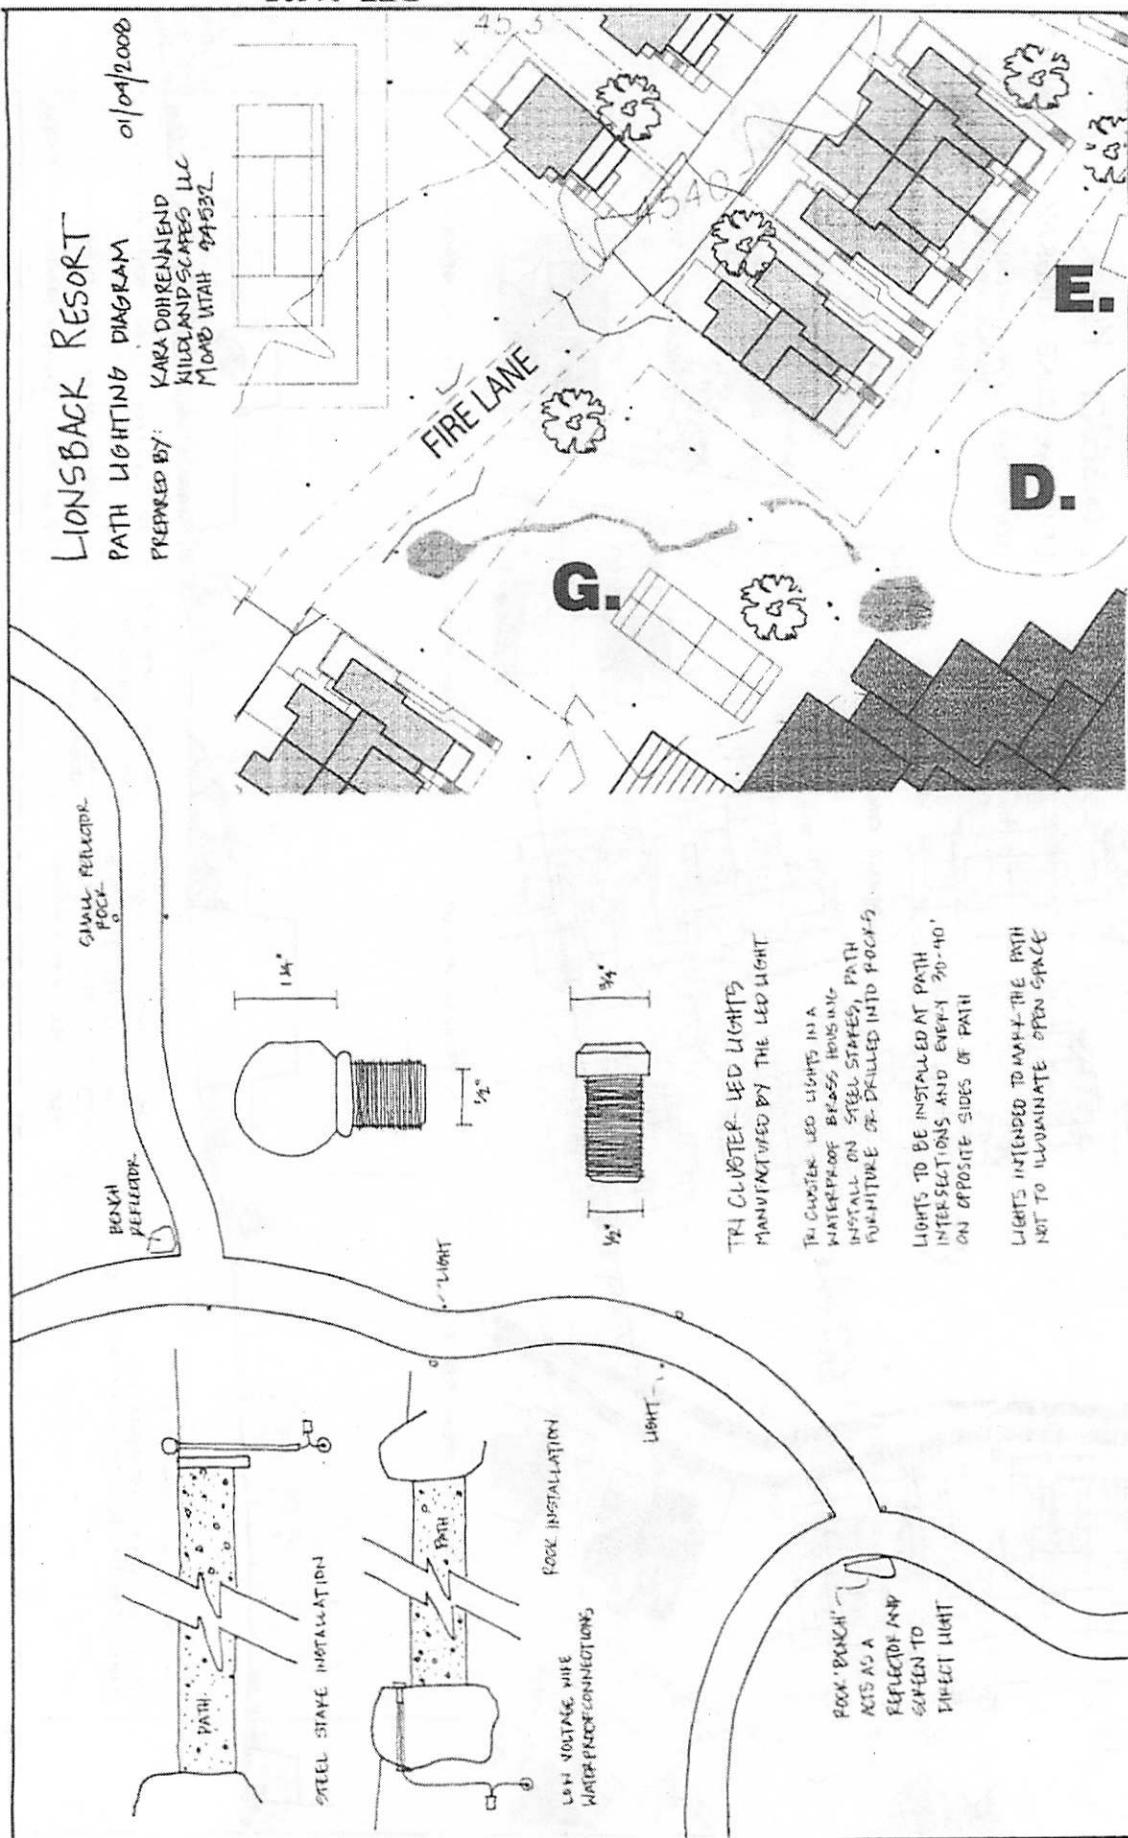 LIONSBACK RESORT
PATH LIGHTING DIAGRAM 01/04/2008
PREPARED BY: KARA DOHRENWEND
WILDLANDSCAPES LLC
MOAB UTAH 84532
4540
FIRE LANE
G.
D.
E.
SMALL REFLECTOR
ROCK
BENCH
REFLECTOR
1 1/4"
1/2"
3/4"
1/2"
TRI CLUSTER LED LIGHTS
MANUFACTURED BY THE LED LIGHT
TRI CLUSTER LED LIGHTS IN A
WATERPROOF BRASS HOUSING
INSTALL ON STEEL STAKES, PATH
FURNITURE OR DRILLED INTO ROCKS
LIGHTS TO BE INSTALLED AT PATH
INTERSECTIONS AND EVERY 30-40'
ON OPPOSITE SIDES OF PATH
LIGHTS INTENDED TO MARK THE PATH
NOT TO ILLUMINATE OPEN SPACE
LIGHT
LIGHT
PATH
STEEL STAKE INSTALLATION
PATH
ROCK INSTALLATION
LOW VOLTAGE WIRE
WATERPROOF CONNECTIONS
ROCK 'BENCH'
ACTS AS A
REFLECTOR AND
SCREEN TO
DIRECT LIGHT